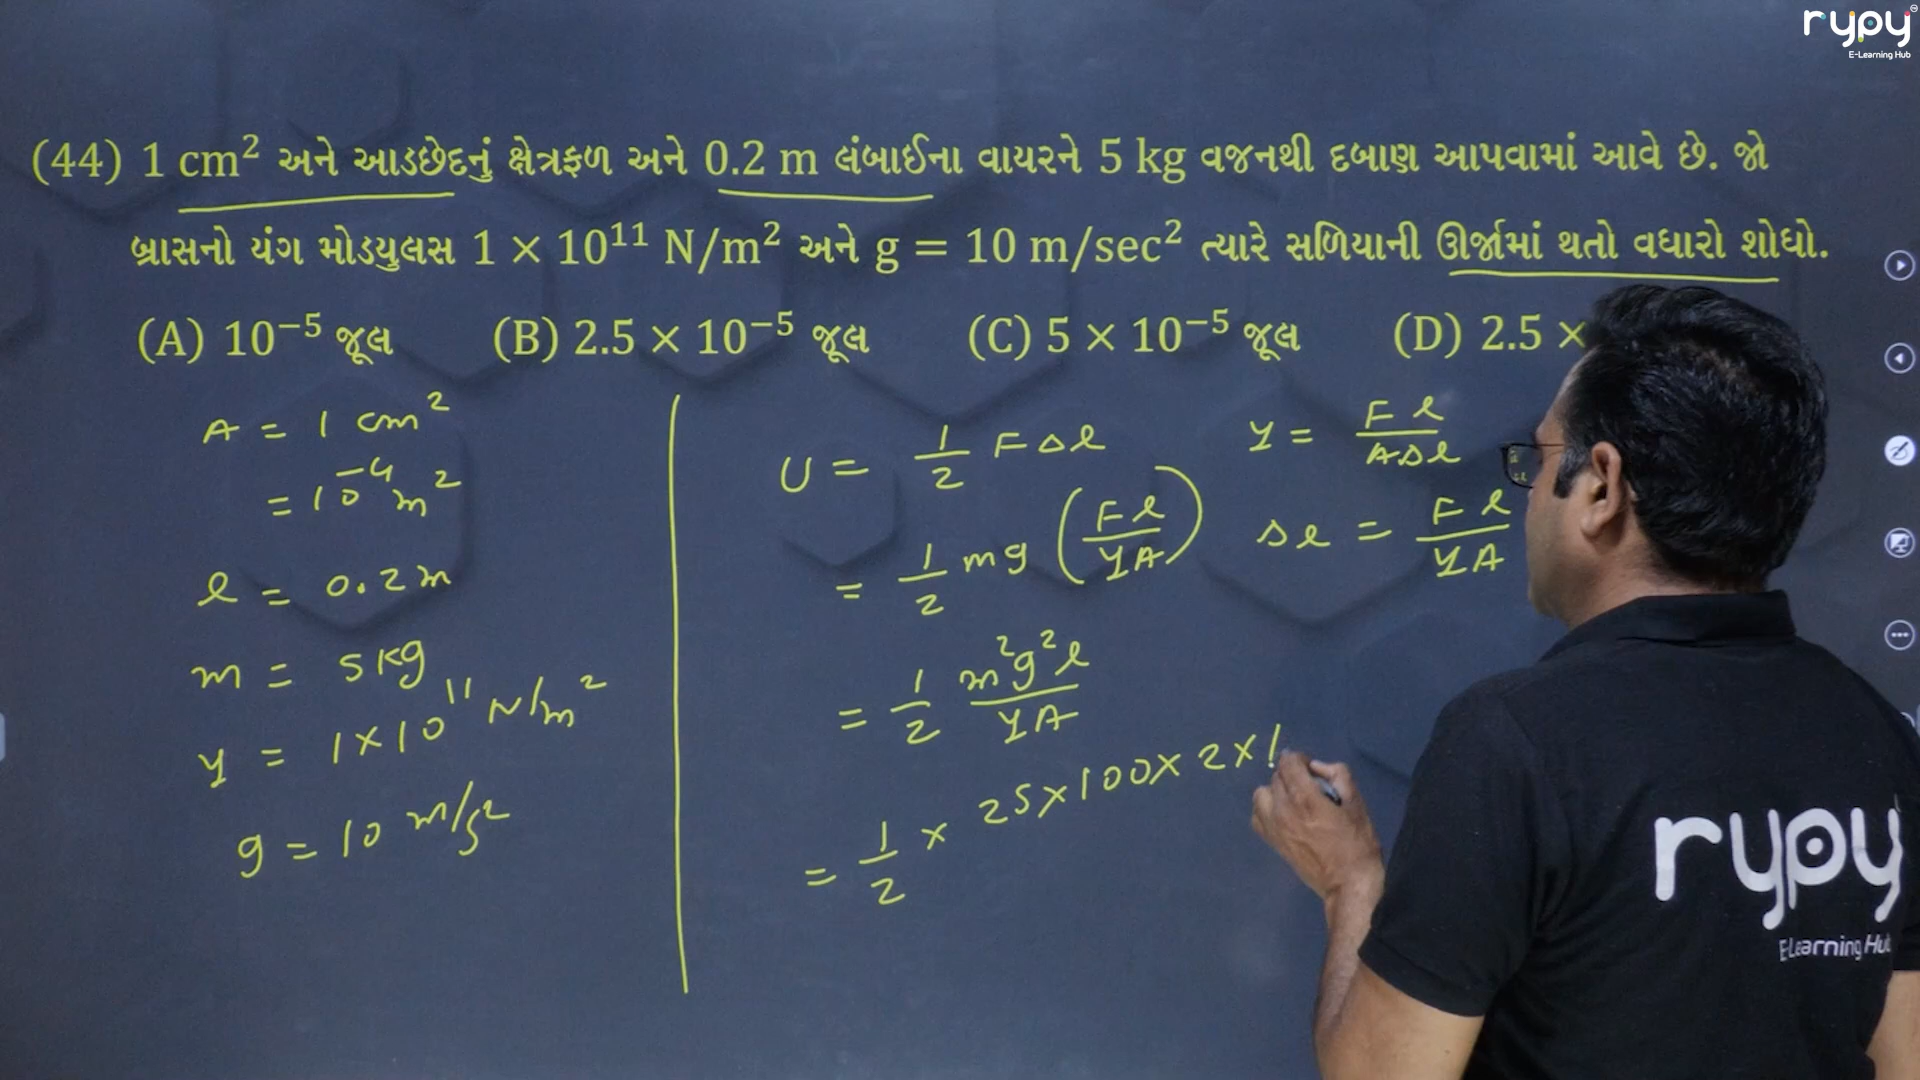 rypy
E-Learning Hub
(44) 1 cm² અને આડછેદનું ક્ષેત્રફળ અને 0.2 m લંબાઈના વાયરને 5 kg વજનથી દબાણ આપવામાં આવે છે. જો
બ્રાસનો યંગ મોડયુલસ 1 × 10¹¹ N/m² અને g = 10 m/sec² ત્યારે સળિયાની ઊર્જામાં થતો વધારો શોધો.
(A) 10⁻⁵ જૂલ (B) 2.5 × 10⁻⁵ જૂલ (C) 5 × 10⁻⁵ જૂલ (D) 2.5 ×
A = 1 cm²
= 10⁻⁴ m²
l = 0.2 m
m = 5 kg
y = 1×10¹¹ N/m²
g = 10 m/s²
U = 1/2 F Δl
= 1/2 mg (Fl/YA)
= 1/2 m²g²l/YA
= 1/2 × 25×100×2×1
Y = Fl/AΔl
Δl = Fl/YA
rypy
E-Learning Hub